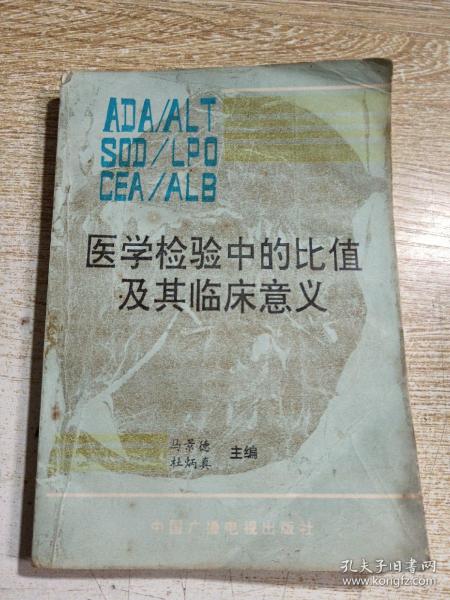 ADA/ALT
SOD/LPO
CEA/ALB
医学检验中的比值
及其临床意义
马景德
杜炳真
主编
中国广播电视出版社
孔夫子旧书网
www.kongfz.com